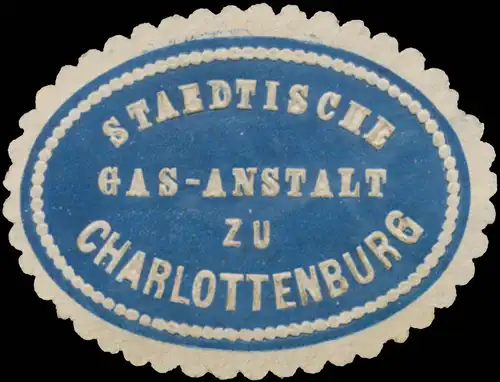 STAEDTISCHE
GAS-ANSTALT
ZU
CHARLOTTENBURG